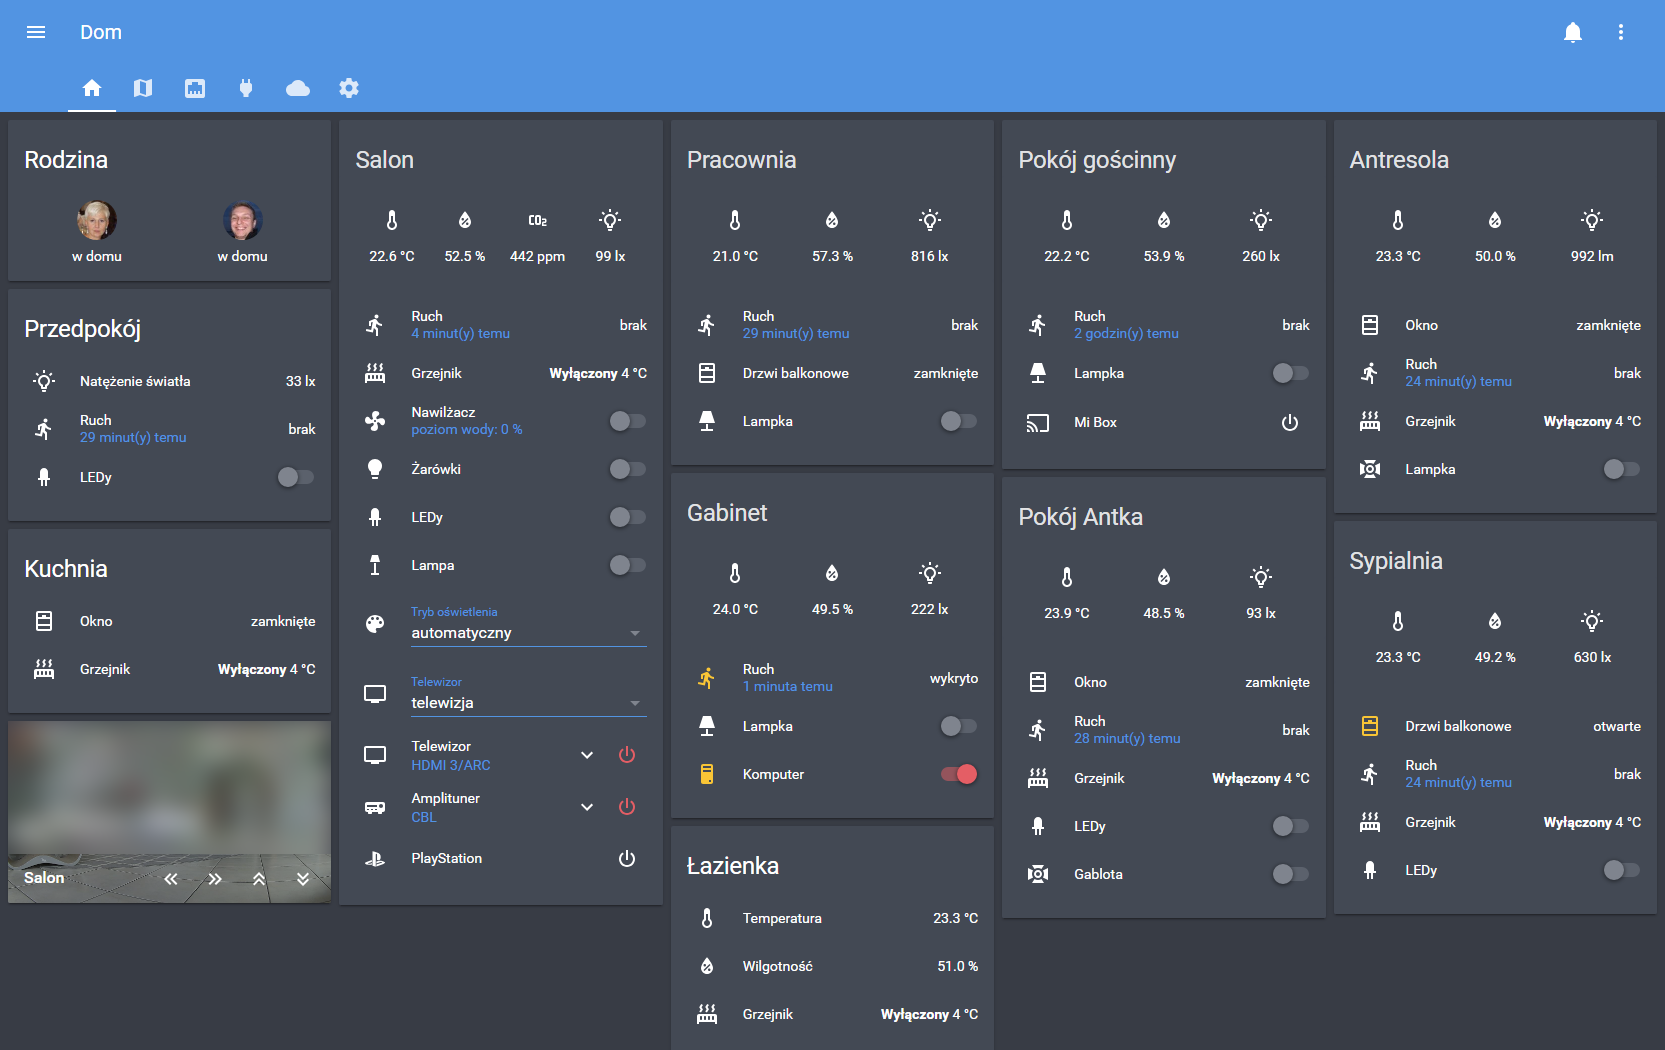 Dom
Rodzina
w domu
w domu
Przedpokój
Natężenie światła
33 lx
Ruch
29 minut(y) temu
brak
LEDy
Kuchnia
Okno
zamknięte
Grzejnik
Wyłączony 4 °C
Salon
Salon
CO₂
22.6 °C
52.5 %
442 ppm
99 lx
Ruch
4 minut(y) temu
brak
Grzejnik
Wyłączony 4 °C
Nawilżacz
poziom wody: 0 %
Żarówki
LEDy
Lampa
Tryb oświetlenia
automatyczny
Telewizor
telewizja
Telewizor
HDMI 3/ARC
Amplituner
CBL
PlayStation
Pracownia
21.0 °C
57.3 %
816 lx
Ruch
29 minut(y) temu
brak
Drzwi balkonowe
zamknięte
Lampka
Gabinet
24.0 °C
49.5 %
222 lx
Ruch
1 minuta temu
wykryto
Lampka
Komputer
Łazienka
Temperatura
23.3 °C
Wilgotność
51.0 %
Grzejnik
Wyłączony 4 °C
Pokój gościnny
22.2 °C
53.9 %
260 lx
Ruch
2 godzin(y) temu
brak
Lampka
Mi Box
Pokój Antka
23.9 °C
48.5 %
93 lx
Okno
zamknięte
Ruch
28 minut(y) temu
brak
Grzejnik
Wyłączony 4 °C
LEDy
Gablota
Antresola
23.3 °C
50.0 %
992 lm
Okno
zamknięte
Ruch
24 minut(y) temu
brak
Grzejnik
Wyłączony 4 °C
Lampka
Sypialnia
23.3 °C
49.2 %
630 lx
Drzwi balkonowe
otwarte
Ruch
24 minut(y) temu
brak
Grzejnik
Wyłączony 4 °C
LEDy